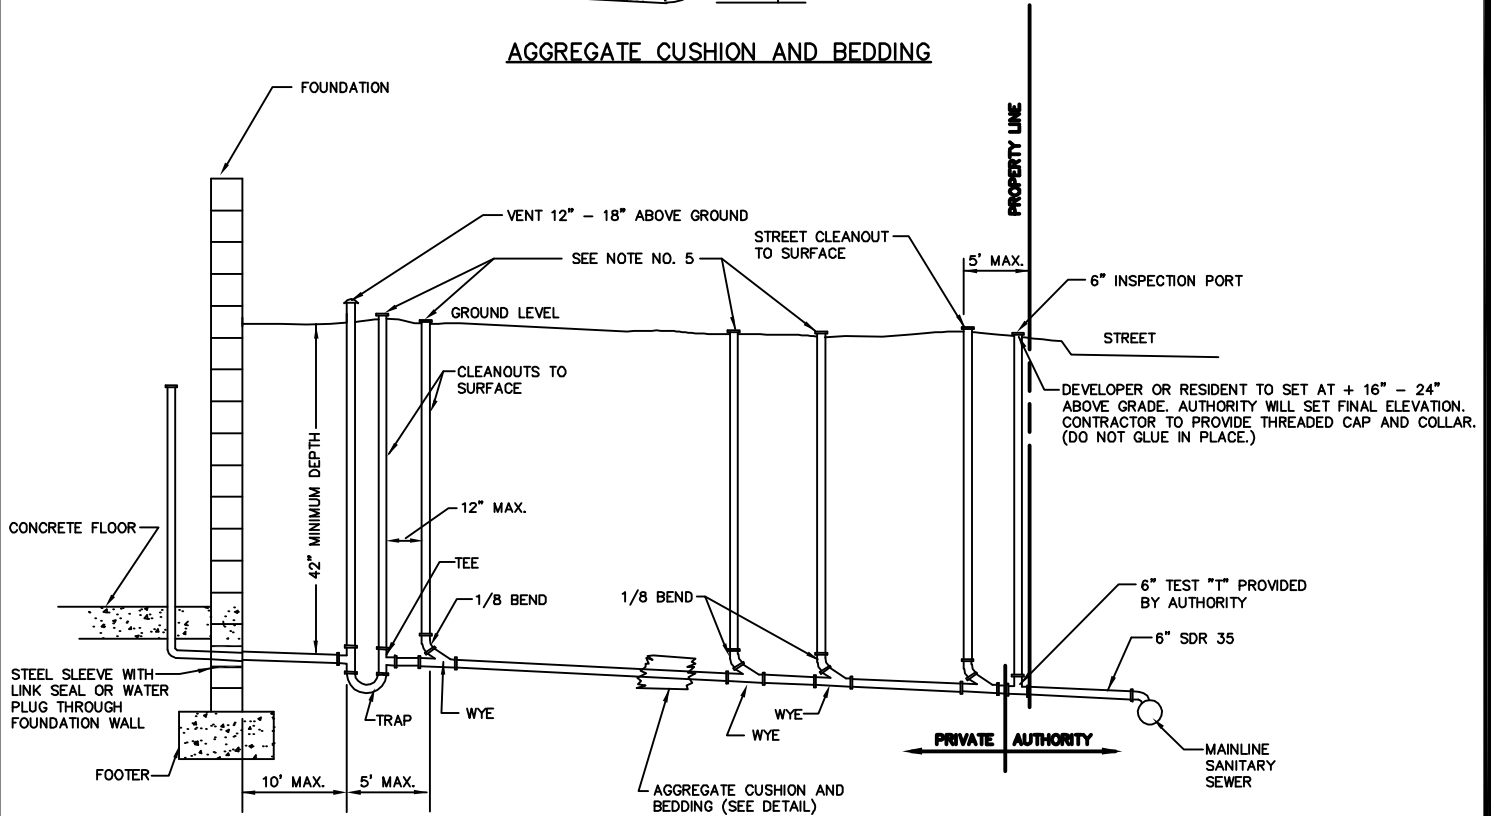 AGGREGATE CUSHION AND BEDDING
FOUNDATION
PROPERTY LINE
VENT 12" - 18" ABOVE GROUND
STREET CLEANOUT
TO SURFACE
SEE NOTE NO. 5
5' MAX.
6" INSPECTION PORT
GROUND LEVEL
STREET
CLEANOUTS TO
SURFACE
DEVELOPER OR RESIDENT TO SET AT + 16" - 24"
ABOVE GRADE. AUTHORITY WILL SET FINAL ELEVATION.
CONTRACTOR TO PROVIDE THREADED CAP AND COLLAR.
(DO NOT GLUE IN PLACE.)
42" MINIMUM DEPTH
12" MAX.
CONCRETE FLOOR
TEE
1/8 BEND
1/8 BEND
6" TEST "T" PROVIDED
BY AUTHORITY
6" SDR 35
STEEL SLEEVE WITH
LINK SEAL OR WATER
PLUG THROUGH
FOUNDATION WALL
TRAP
WYE
WYE
WYE
PRIVATE
AUTHORITY
MAINLINE
SANITARY
SEWER
FOOTER
10' MAX.
5' MAX.
AGGREGATE CUSHION AND
BEDDING (SEE DETAIL)